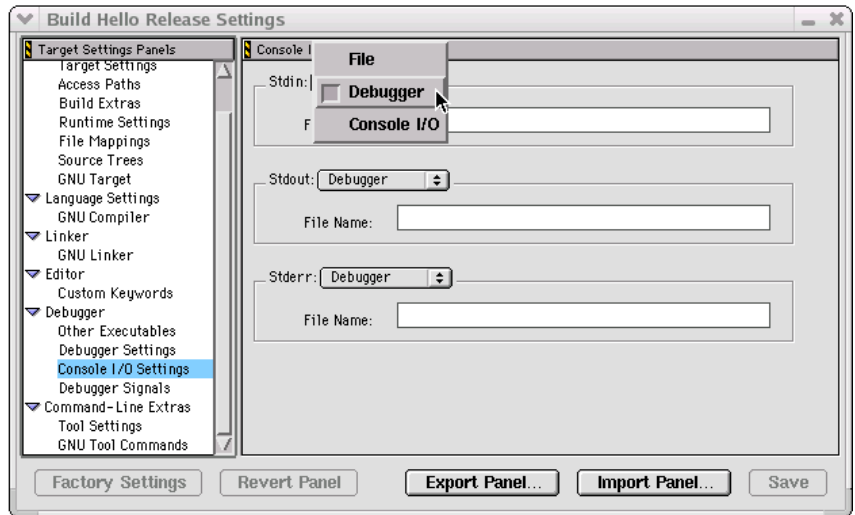 Build Hello Release Settings
Target Settings Panels
Target Settings
Access Paths
Build Extras
Runtime Settings
File Mappings
Source Trees
GNU Target
Language Settings
GNU Compiler
Linker
GNU Linker
Editor
Custom Keywords
Debugger
Other Executables
Debugger Settings
Console I/O Settings
Debugger Signals
Command-Line Extras
Tool Settings
GNU Tool Commands
Console I
File
Stdin:
Debugger
F
Console I/O
Stdout: Debugger
File Name:
Stderr: Debugger
File Name:
Factory Settings
Revert Panel
Export Panel...
Import Panel...
Save